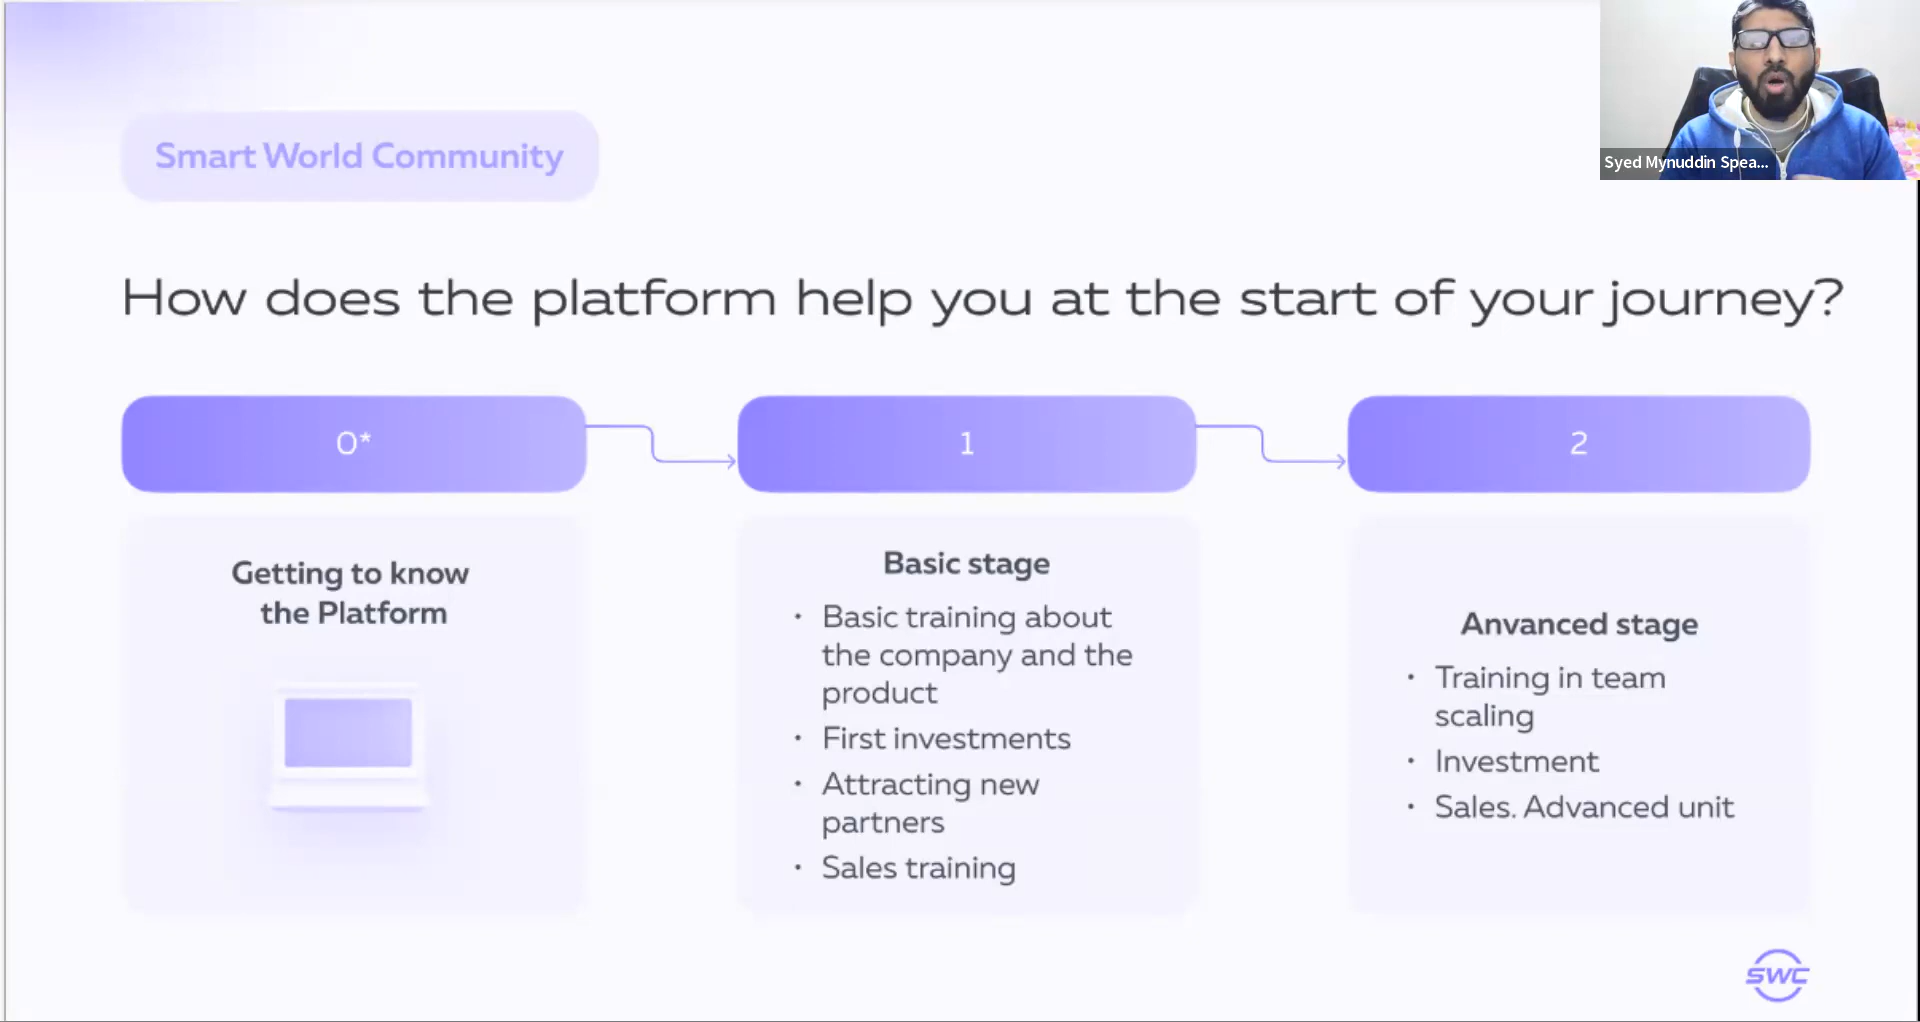 Smart World Community
Syed Mynuddin Spea...
How does the platform help you at the start of your journey?
0*
1
2
Getting to know
the Platform
Basic stage
• Basic training about
the company and the
product
• First investments
• Attracting new
partners
• Sales training
Anvanced stage
• Training in team
scaling
• Investment
• Sales. Advanced unit
SWC